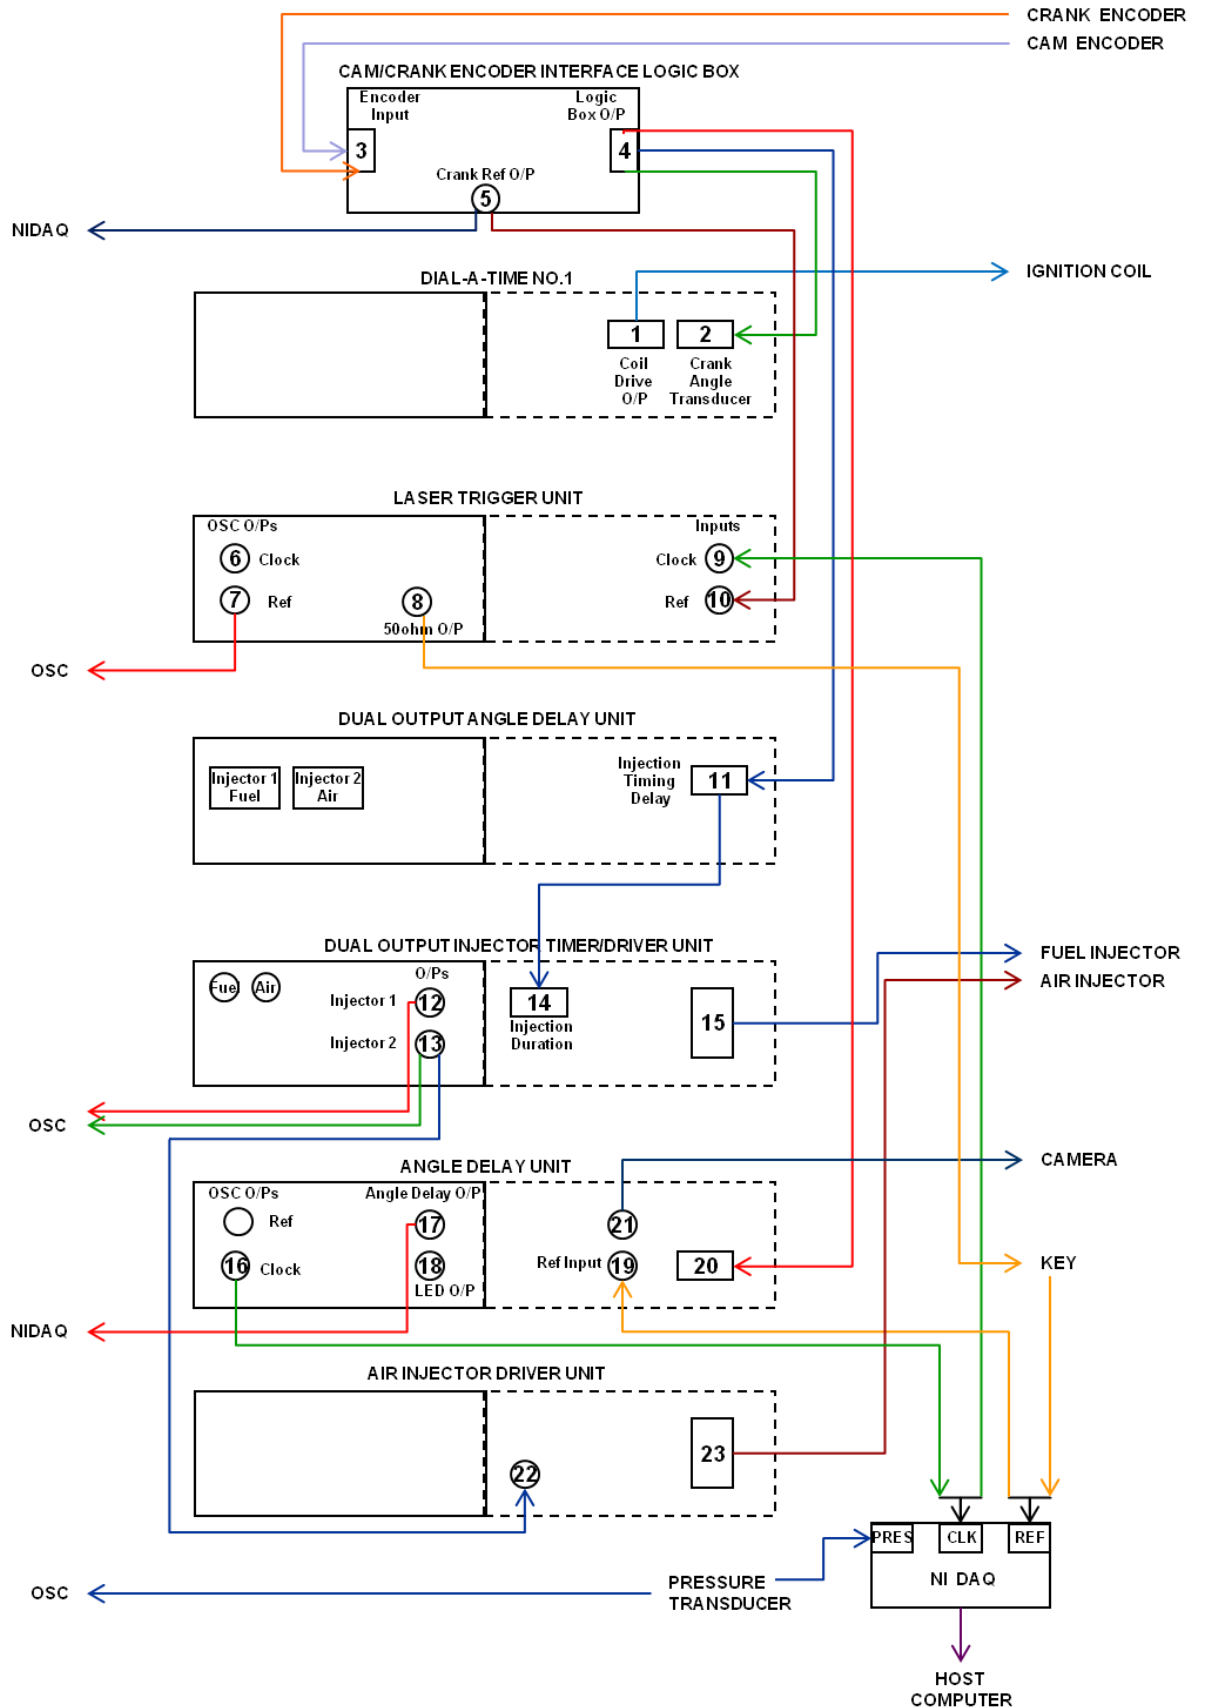 CRANK ENCODER
CAM ENCODER
CAM/CRANK ENCODER INTERFACE LOGIC BOX
Encoder
Input
Logic
Box O/P
3
4
Crank Ref O/P
5
NIDAQ
IGNITION COIL
DIAL-A-TIME NO.1
1
2
Coil
Drive
O/P
Crank
Angle
Transducer
LASER TRIGGER UNIT
OSC O/Ps
Inputs
6
Clock
Clock
9
7
Ref
8
Ref
10
50ohm O/P
OSC
DUAL OUTPUT ANGLE DELAY UNIT
Injector 1
Fuel
Injector 2
Air
Injection
Timing
Delay
11
DUAL OUTPUT INJECTOR TIMER/DRIVER UNIT
FUEL INJECTOR
AIR INJECTOR
O/Ps
Fuel
Air
Injector 1
12
14
Injection
Duration
15
Injector 2
13
OSC
CAMERA
ANGLE DELAY UNIT
OSC O/Ps
Angle Delay O/P
Ref
17
21
16
Clock
18
LED O/P
Ref Input
19
20
KEY
NIDAQ
AIR INJECTOR DRIVER UNIT
22
23
PRES
CLK
REF
NI DAQ
OSC
PRESSURE
TRANSDUCER
HOST
COMPUTER